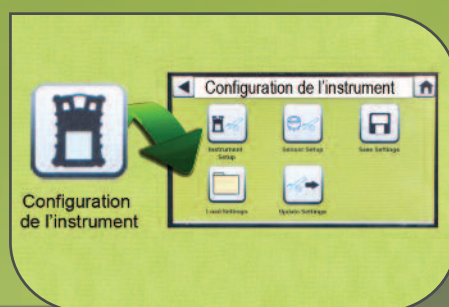 Configuration de l'instrument
Instrument
Setup
Sensor Setup
Save Settings
Load Settings
Update Settings
Configuration
de l'instrument